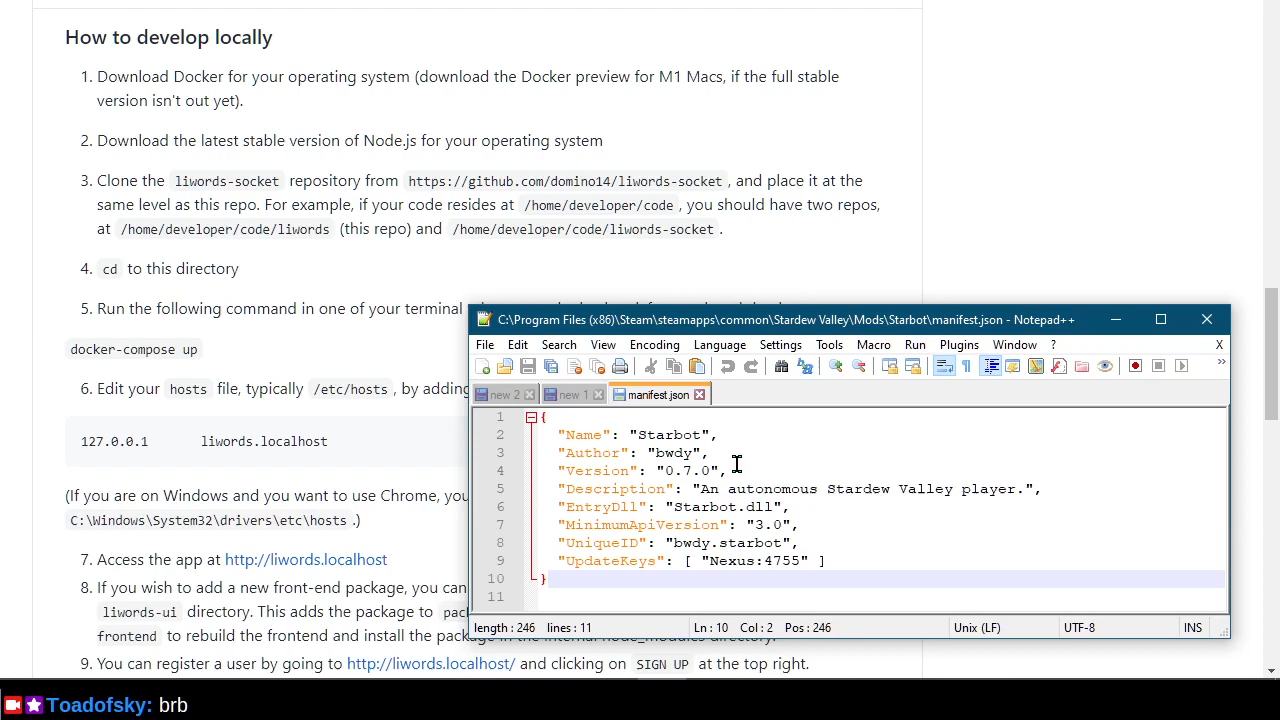 How to develop locally
1. Download Docker for your operating system (download the Docker preview for M1 Macs, if the full stable
version isn't out yet).
2. Download the latest stable version of Node.js for your operating system
3. Clone the liwords-socket repository from https://github.com/domino14/liwords-socket , and place it at the
same level as this repo. For example, if your code resides at /home/developer/code , you should have two repos,
at /home/developer/code/liwords (this repo) and /home/developer/code/liwords-socket .
4. cd to this directory
5. Run the following command in one of your terminal
docker-compose up
6. Edit your hosts file, typically /etc/hosts , by adding
127.0.0.1 liwords.localhost
(If you are on Windows and you want to use Chrome, you
C:\Windows\System32\drivers\etc\hosts .)
7. Access the app at http://liwords.localhost
8. If you wish to add a new front-end package, you can
liwords-ui directory. This adds the package to pac
frontend to rebuild the frontend and install the package in the internal node_modules directory.
9. You can register a user by going to http://liwords.localhost/ and clicking on SIGN UP at the top right.
C:\Program Files (x86)\Steam\steamapps\common\Stardew Valley\Mods\Starbot\manifest.json - Notepad++
File Edit Search View Encoding Language Settings Tools Macro Run Plugins Window ? X
new 2 new 1 manifest.json
1 {
2 "Name": "Starbot",
3 "Author": "bwdy",
4 "Version": "0.7.0",
5 "Description": "An autonomous Stardew Valley player.",
6 "EntryDll": "Starbot.dll",
7 "MinimumApiVersion": "3.0",
8 "UniqueID": "bwdy.starbot",
9 "UpdateKeys": [ "Nexus:4755" ]
10 }
11
length : 246 lines : 11 Ln : 10 Col : 2 Pos : 246 Unix (LF) UTF-8 INS
Toadofsky: brb